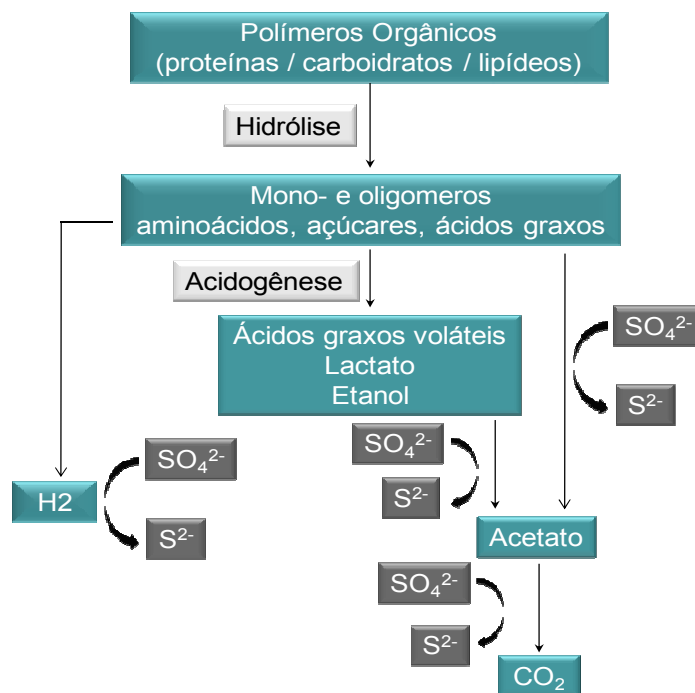 Polímeros Orgânicos
(proteínas / carboidratos / lipídeos)
Hidrólise
Mono- e oligomeros
aminoácidos, açúcares, ácidos graxos
Acidogênese
Ácidos graxos voláteis
Lactato
Etanol
SO₄²⁻
S²⁻
SO₄²⁻
S²⁻
H2
SO₄²⁻
S²⁻
Acetato
SO₄²⁻
S²⁻
CO₂